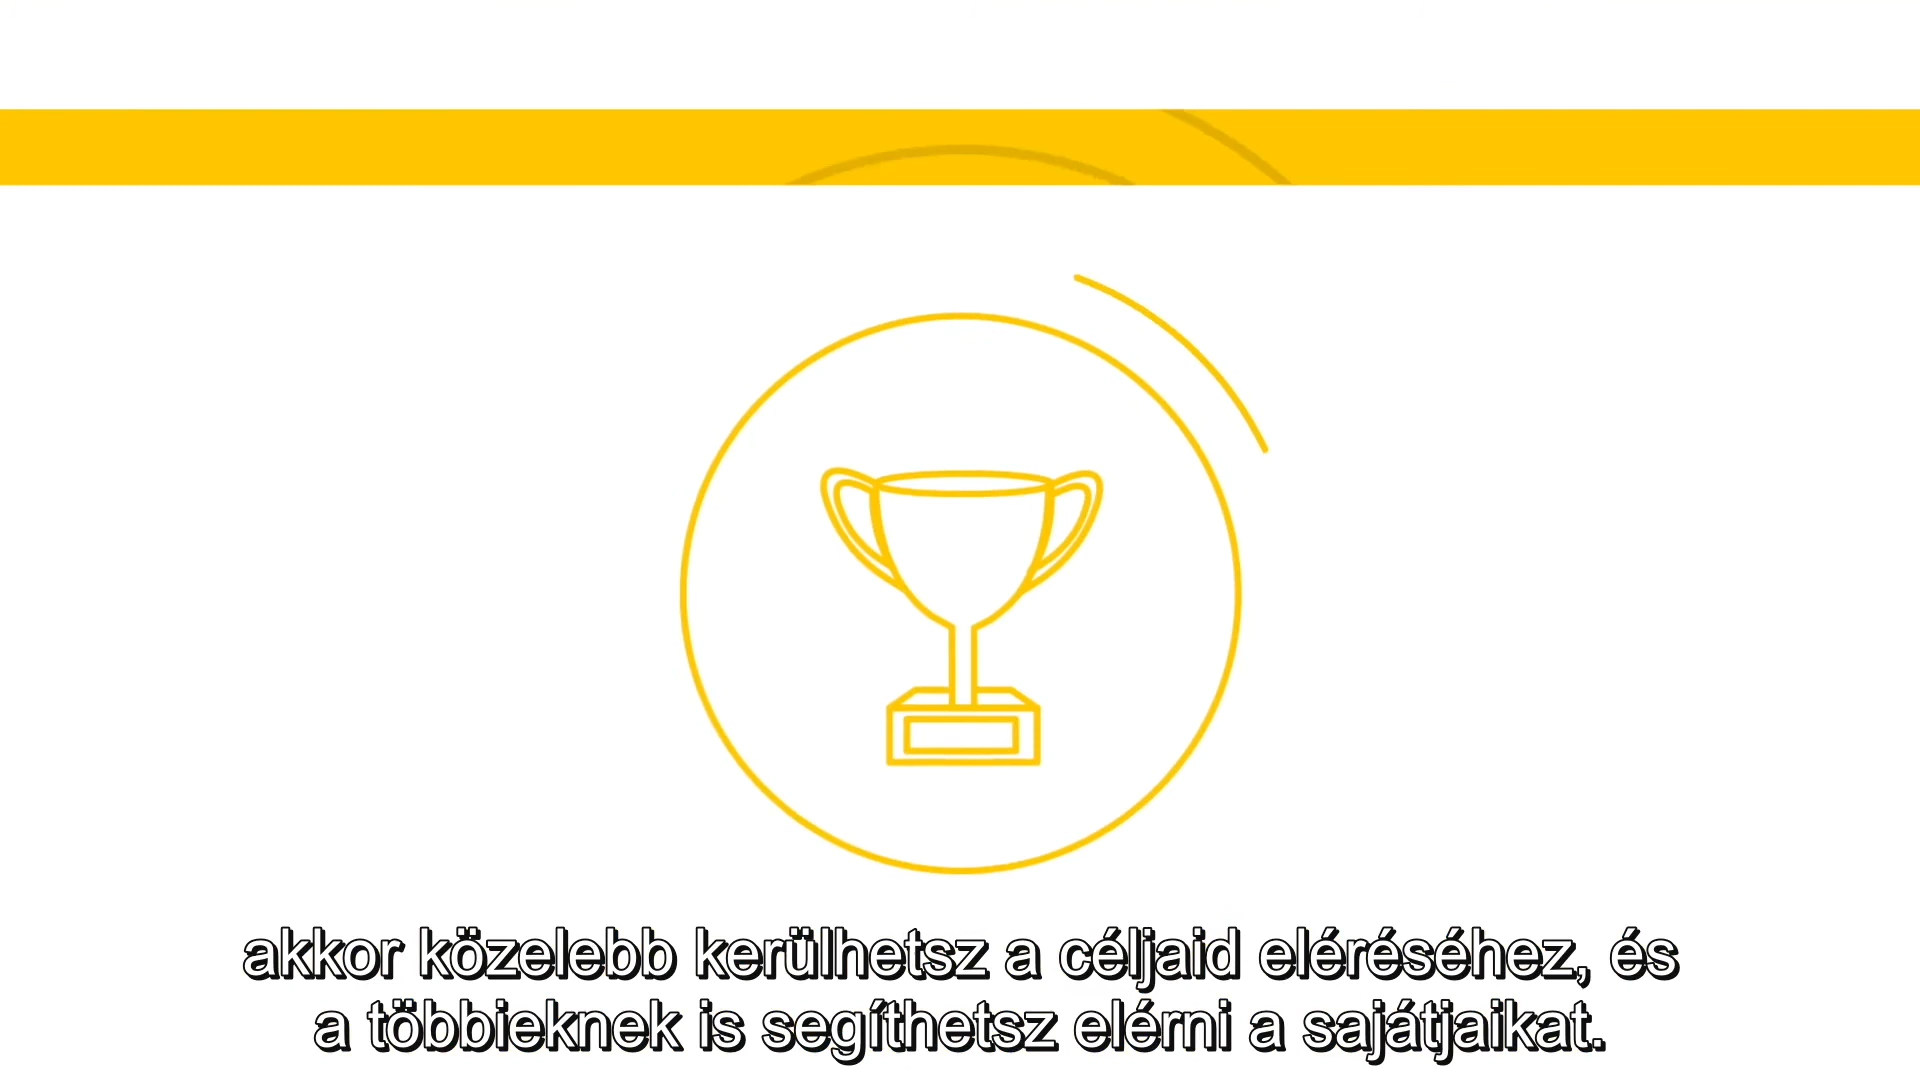 akkor közelebb kerülhetsz a céljaid eléréséhez, és
a többieknek is segíthetsz elérni a sajátjaikat.